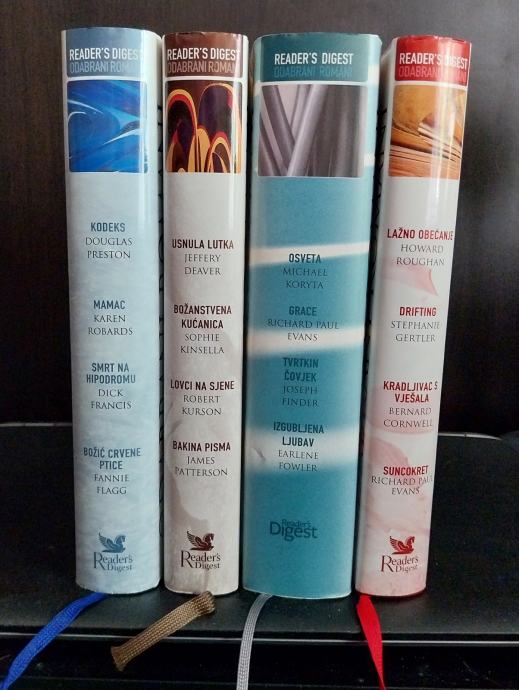 READER'S DIGEST
ODABRANI ROMANI
KODEKS
DOUGLAS
PRESTON
MAMAC
KAREN
ROBARDS
SMRT NA
HIPODROMU
DICK
FRANCIS
BOŽIĆ CRVENE
PTICE
FANNIE
FLAGG
Reader's
Digest
READER'S DIGEST
ODABRANI ROMANI
USNULA LUTKA
JEFFERY
DEAVER
BOŽANSTVENA
KUĆANICA
SOPHIE
KINSELLA
LOVCI NA SJENE
ROBERT
KURSON
BAKINA PISMA
JAMES
PATTERSON
Reader's
Digest
READER'S DIGEST
ODABRANI ROMANI
OSVETA
MICHAEL
KORYTA
GRACE
RICHARD PAUL
EVANS
TVRTKIN
ČOVJEK
JOSEPH
FINDER
IZGUBLJENA
LJUBAV
EARLENE
FOWLER
Reader's
Digest
READER'S DIGEST
ODABRANI ROMANI
LAŽNO OBEĆANJE
HOWARD
ROUGHAN
DRIFTING
STEPHANIE
GERTLER
KRADLJIVAC S
VJEŠALA
BERNARD
CORNWELL
SUNCOKRET
RICHARD PAUL
EVANS
Reader's
Digest